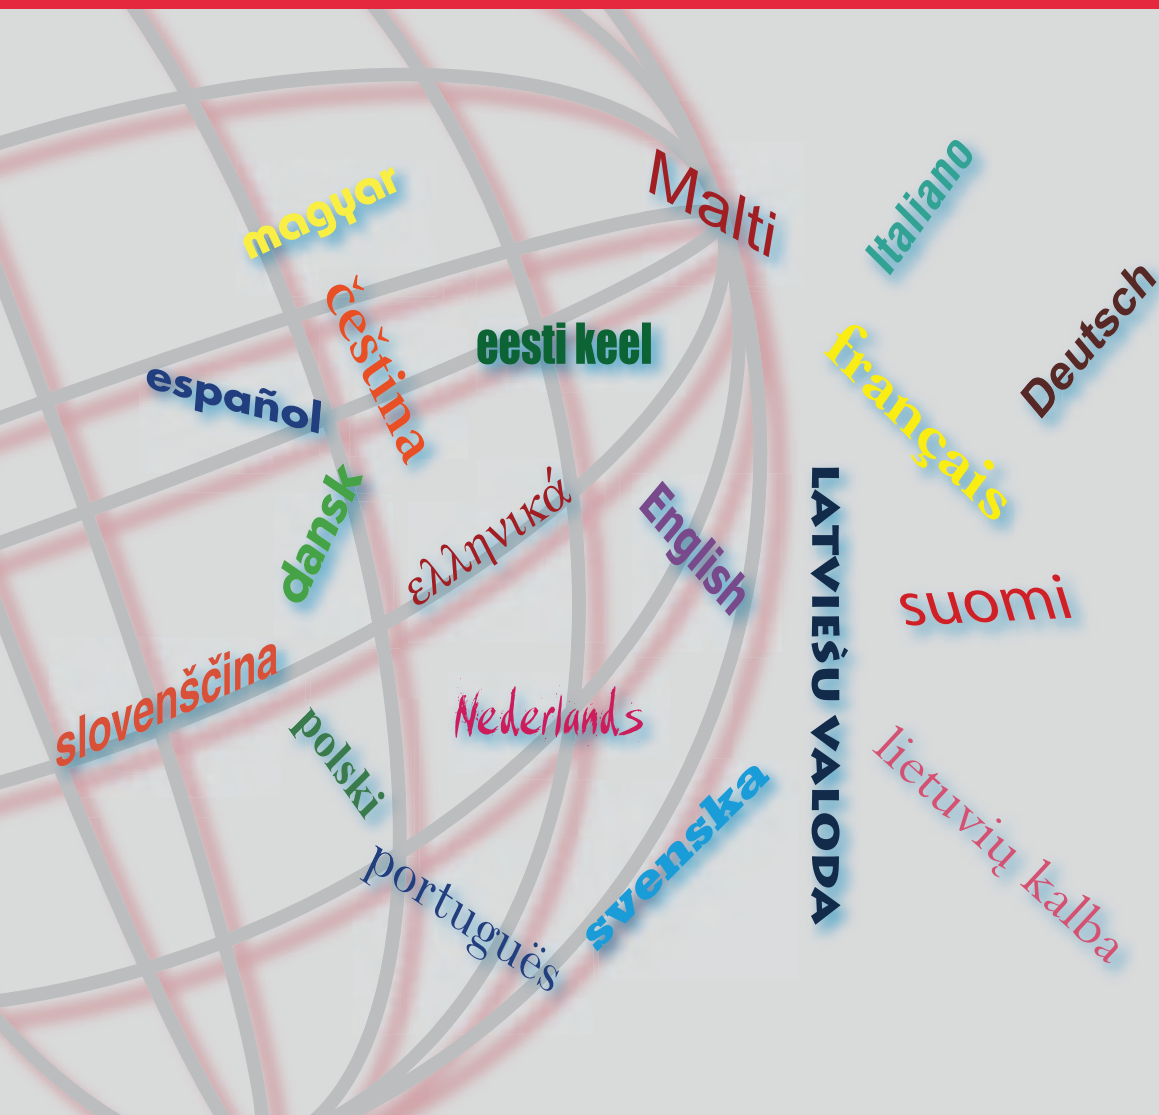 Malti
Italiano
magyar
čeština
Deutsch
eesti keel
français
español
dansk
ελληνικά
English
LATVIEŠU VALODA
suomi
slovenščina
polski
Nederlands
lietuvių kalba
svenska
portuguës